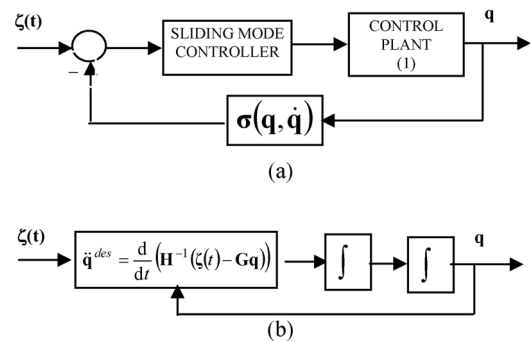 ζ(t)
SLIDING MODE
CONTROLLER
CONTROL
PLANT
(1)
q
−
σ(q, q̇)
(a)
ζ(t)
q̈^des = d/dt (H⁻¹(ζ(t) − Gq))
∫
∫
q
(b)